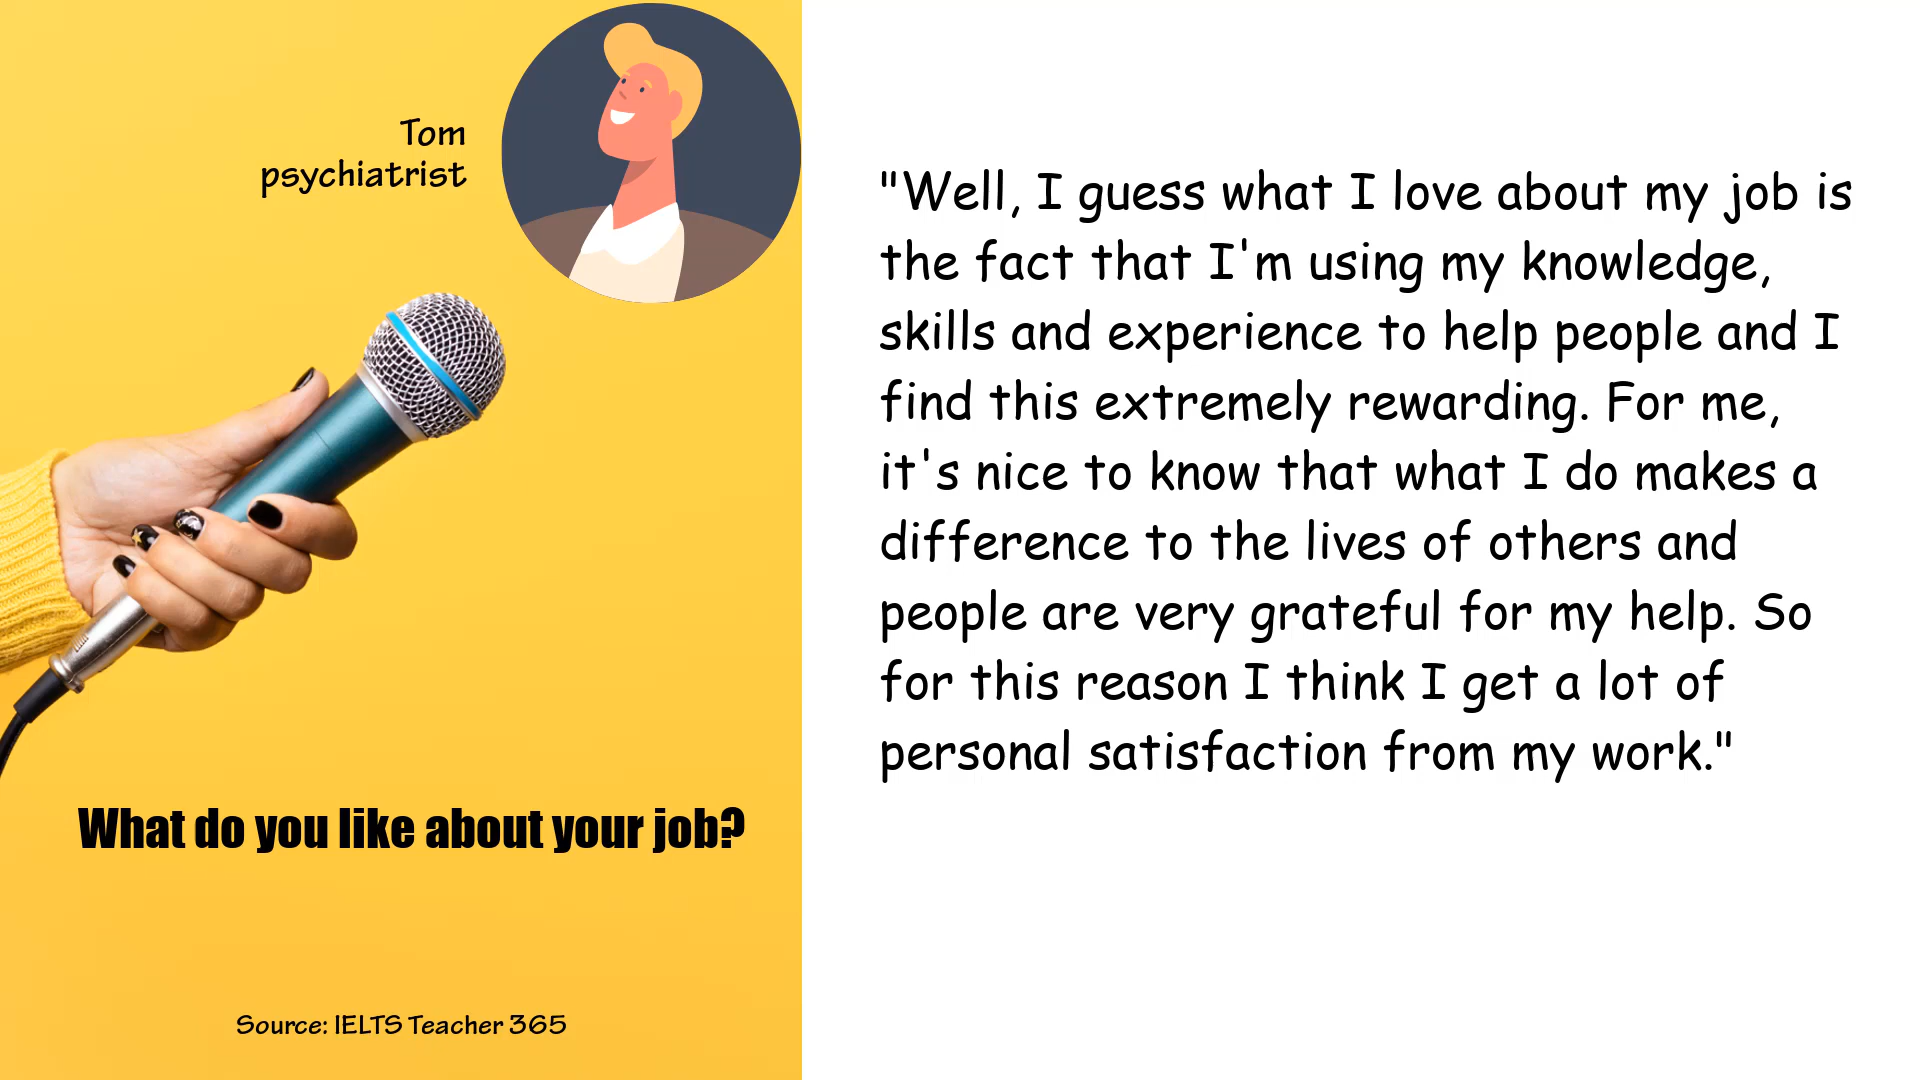 Tom
psychiatrist
What do you like about your job?
Source: IELTS Teacher 365
"Well, I guess what I love about my job is
the fact that I'm using my knowledge,
skills and experience to help people and I
find this extremely rewarding. For me,
it's nice to know that what I do makes a
difference to the lives of others and
people are very grateful for my help. So
for this reason I think I get a lot of
personal satisfaction from my work."